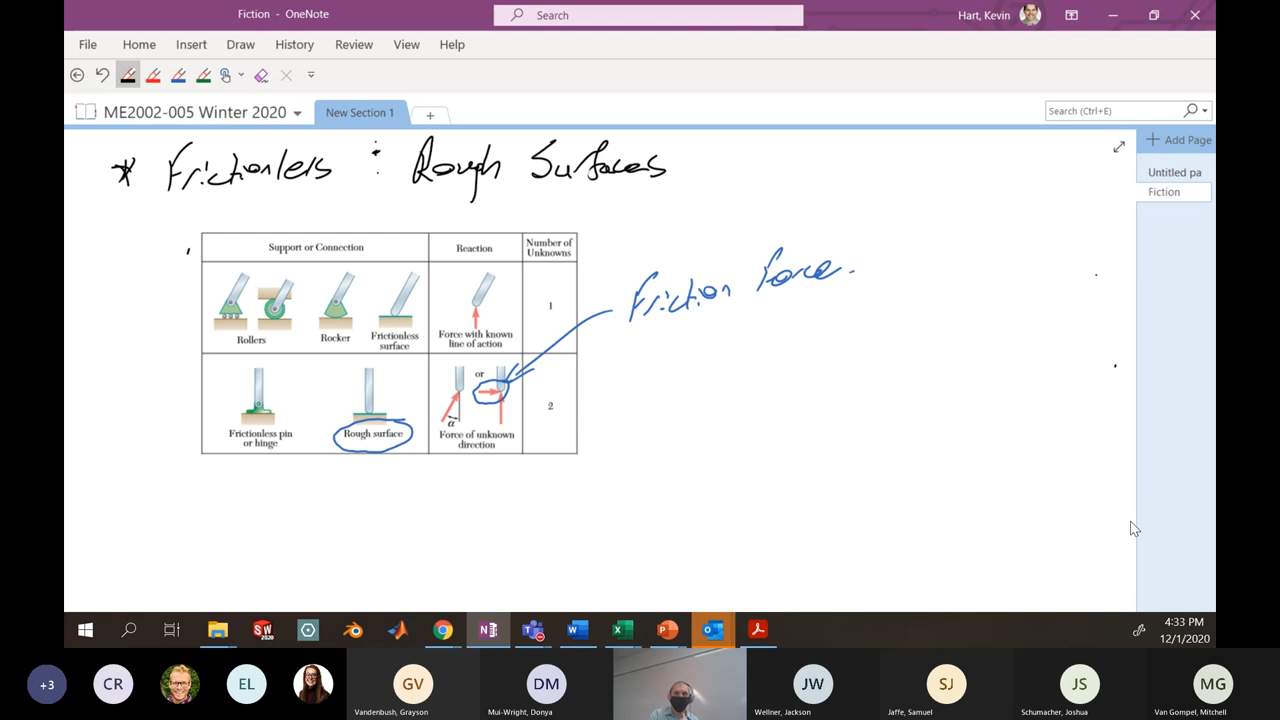 Fiction - OneNote
Search
Hart, Kevin
File Home Insert Draw History Review View Help
ME2002-005 Winter 2020
New Section 1
+
Search (Ctrl+E)
* Frictionless : Rough Surfaces
Add Page
Untitled pa
Fiction
Support or Connection
Reaction
Number of
Unknowns
Rollers
Rocker
Frictionless
surface
Force with known
line of action
1
Friction Force.
Frictionless pin
or hinge
Rough surface
or
α
Force of unknown
direction
2
4:33 PM
12/1/2020
+3
CR
EL
GV
Vandenbush, Grayson
DM
Mui-Wright, Donya
JW
Wellner, Jackson
SJ
Jaffe, Samuel
JS
Schumacher, Joshua
MG
Van Gompel, Mitchell